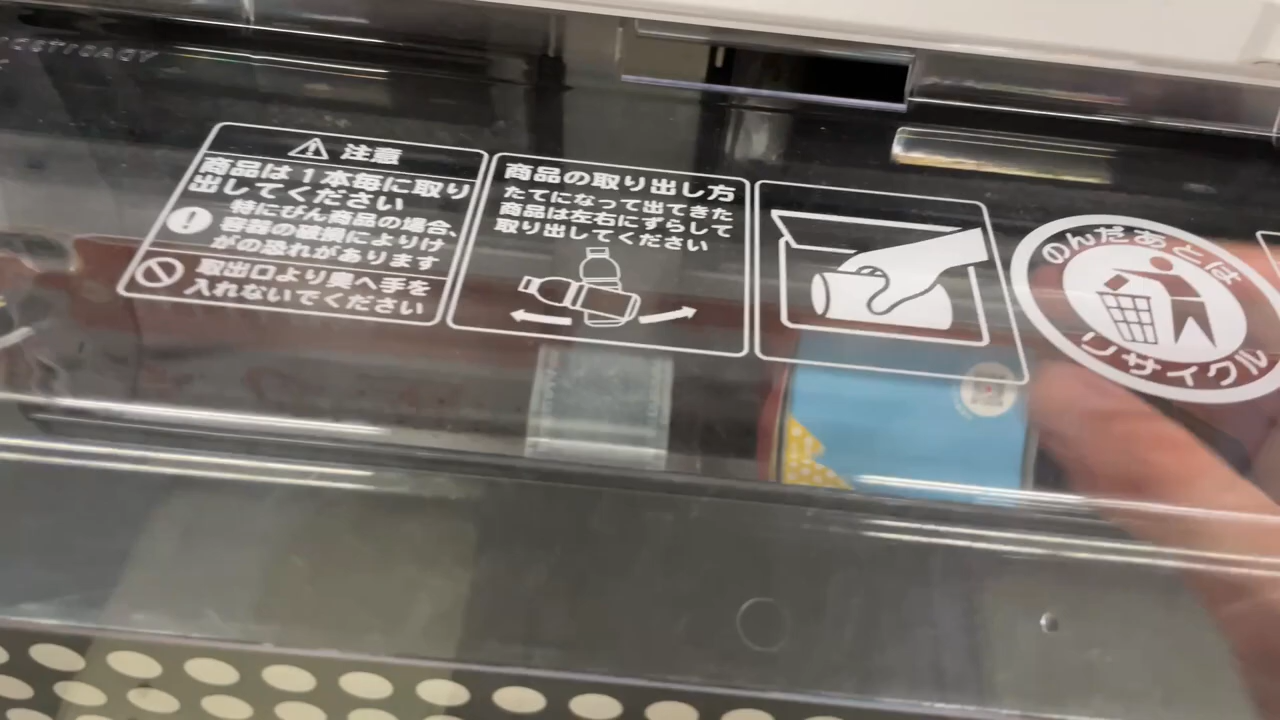 注意
商品は1本毎に取り
出してください
特にびん商品の場合、
容器の破損によりけ
がの恐れがあります
取出口より奥へ手を
入れないでください
商品の取り出し方
たてになって出てきた
商品は左右にずらして
取り出してください
のんだあとは
リサイクル